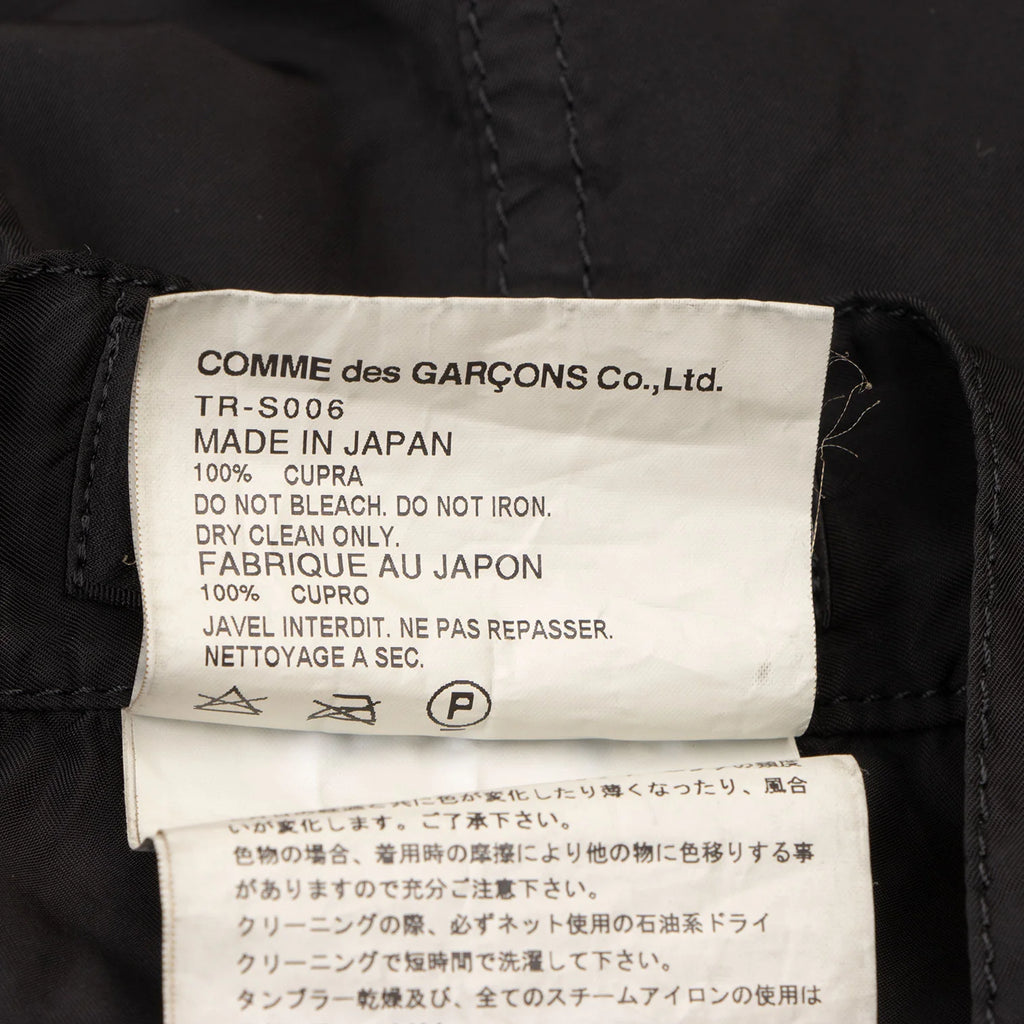 COMME des GARÇONS Co.,Ltd.
TR-S006
MADE IN JAPAN
100% CUPRA
DO NOT BLEACH. DO NOT IRON.
DRY CLEAN ONLY.
FABRIQUE AU JAPON
100% CUPRO
JAVEL INTERDIT. NE PAS REPASSER.
NETTOYAGE A SEC.
P
に色が変化したり薄くなったり、風合
いが変化します。ご了承下さい。
色物の場合、着用時の摩擦により他の物に色移りする事
がありますので充分ご注意下さい。
クリーニングの際、必ずネット使用の石油系ドライ
クリーニングで短時間で洗濯して下さい。
タンブラー乾燥及び、全てのスチームアイロンの使用は